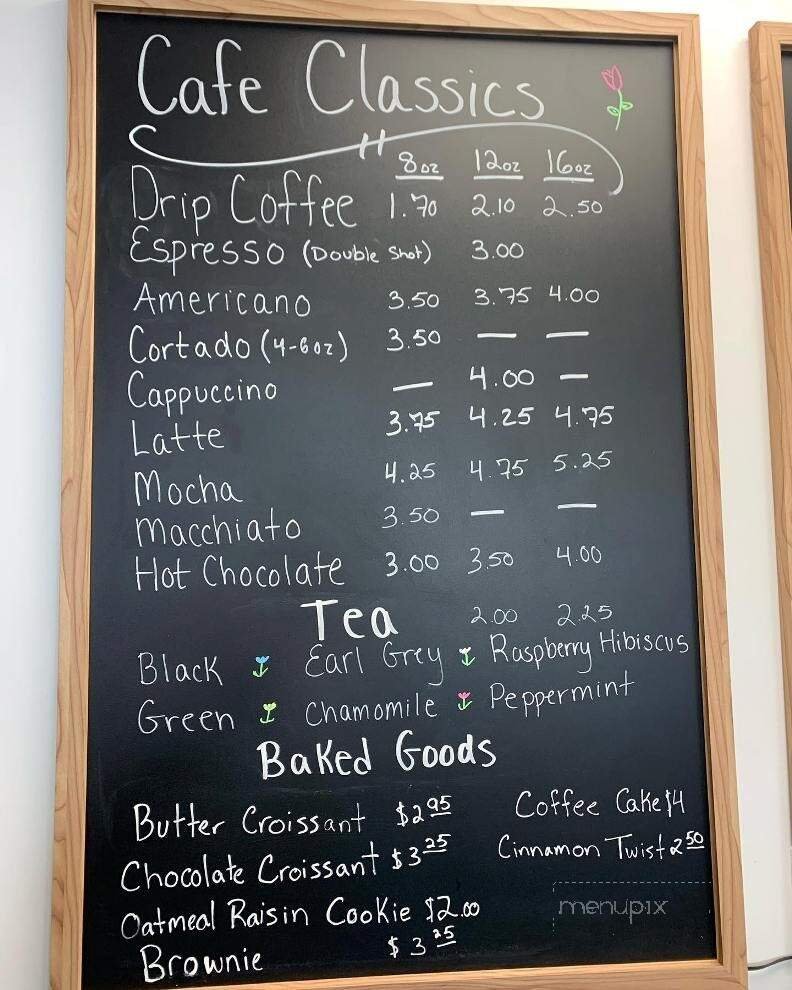 Cafe Classics
8oz 12oz 16oz
Drip Coffee 1.70 2.10 2.50
Espresso (Double Shot) 3.00
Americano 3.50 3.75 4.00
Cortado (4-6oz) 3.50 — —
Cappuccino — 4.00 —
Latte 3.75 4.25 4.75
Mocha 4.25 4.75 5.25
Macchiato 3.50 — —
Hot Chocolate 3.00 3.50 4.00
Tea 2.00 2.25
Black Earl Grey Raspberry Hibiscus
Green Chamomile Peppermint
Baked Goods
Butter Croissant $2.95 Coffee Cake $4
Chocolate Croissant $3.25 Cinnamon Twist 2.50
Oatmeal Raisin Cookie $2.00
Brownie $3.25
menupix